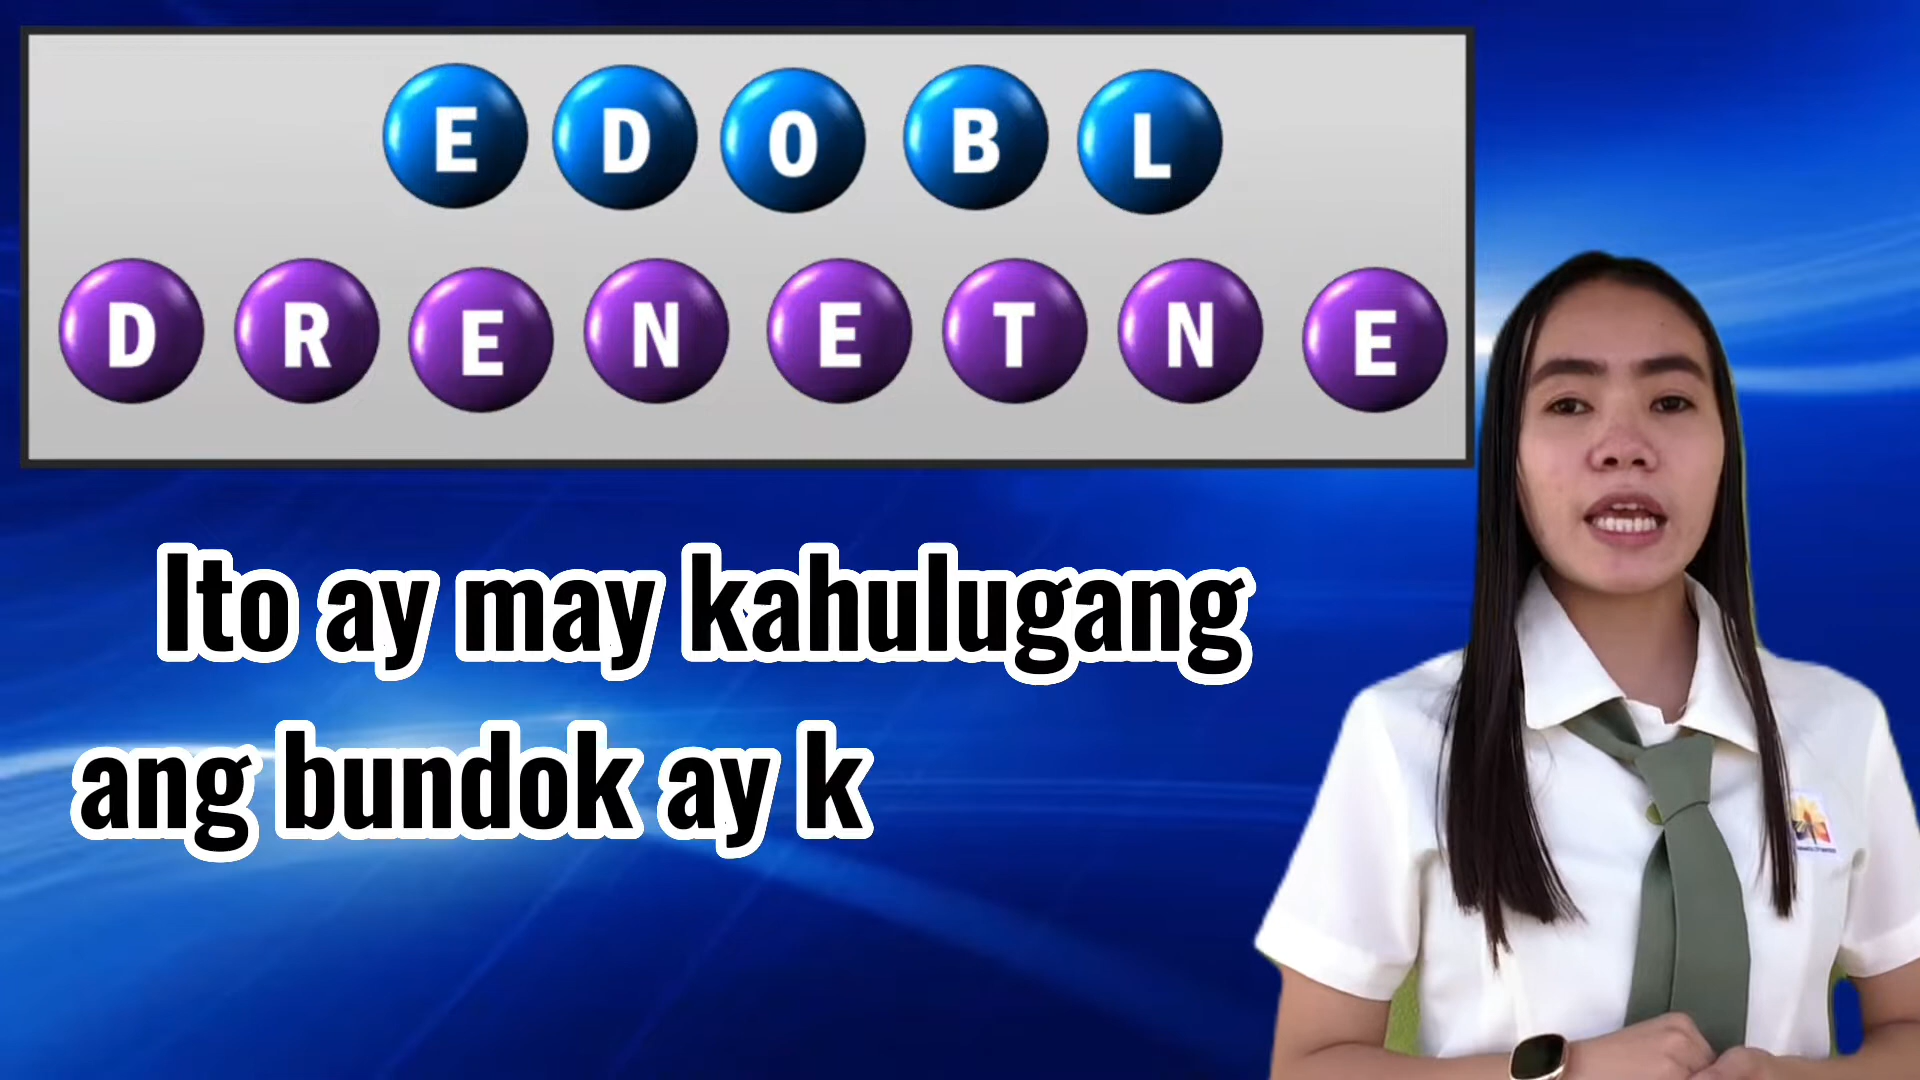 E D O B L
D R E N E T N E
Ito ay may kahulugang
ang bundok ay k